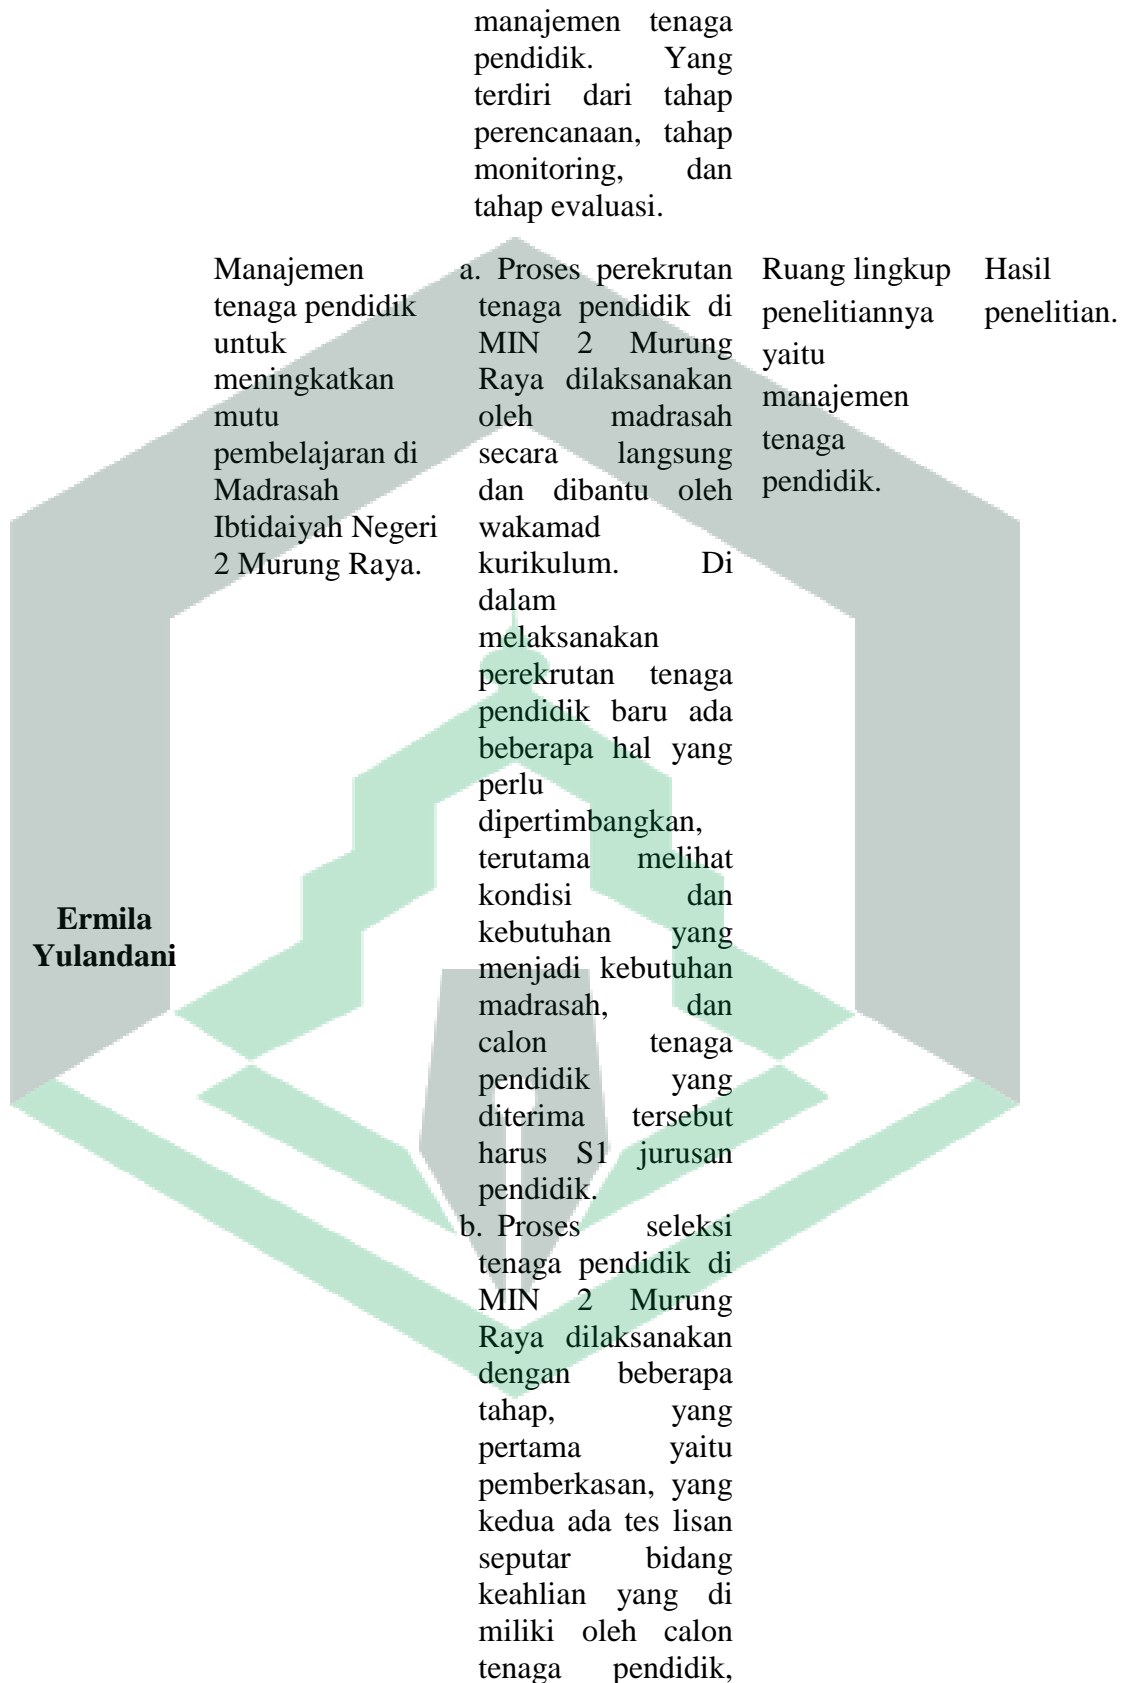 manajemen tenaga
pendidik. Yang
terdiri dari tahap
perencanaan, tahap
monitoring, dan
tahap evaluasi.
Ermila
Yulandani
Manajemen
tenaga pendidik
untuk
meningkatkan
mutu
pembelajaran di
Madrasah
Ibtidaiyah Negeri
2 Murung Raya.
a. Proses perekrutan
tenaga pendidik di
MIN 2 Murung
Raya dilaksanakan
oleh madrasah
secara langsung
dan dibantu oleh
wakamad
kurikulum. Di
dalam
melaksanakan
perekrutan tenaga
pendidik baru ada
beberapa hal yang
perlu
dipertimbangkan,
terutama melihat
kondisi dan
kebutuhan yang
menjadi kebutuhan
madrasah, dan
calon tenaga
pendidik yang
diterima tersebut
harus S1 jurusan
pendidik.
b. Proses seleksi
tenaga pendidik di
MIN 2 Murung
Raya dilaksanakan
dengan beberapa
tahap, yang
pertama yaitu
pemberkasan, yang
kedua ada tes lisan
seputar bidang
keahlian yang di
miliki oleh calon
tenaga pendidik,
Ruang lingkup
penelitiannya
yaitu
manajemen
tenaga
pendidik.
Hasil
penelitian.